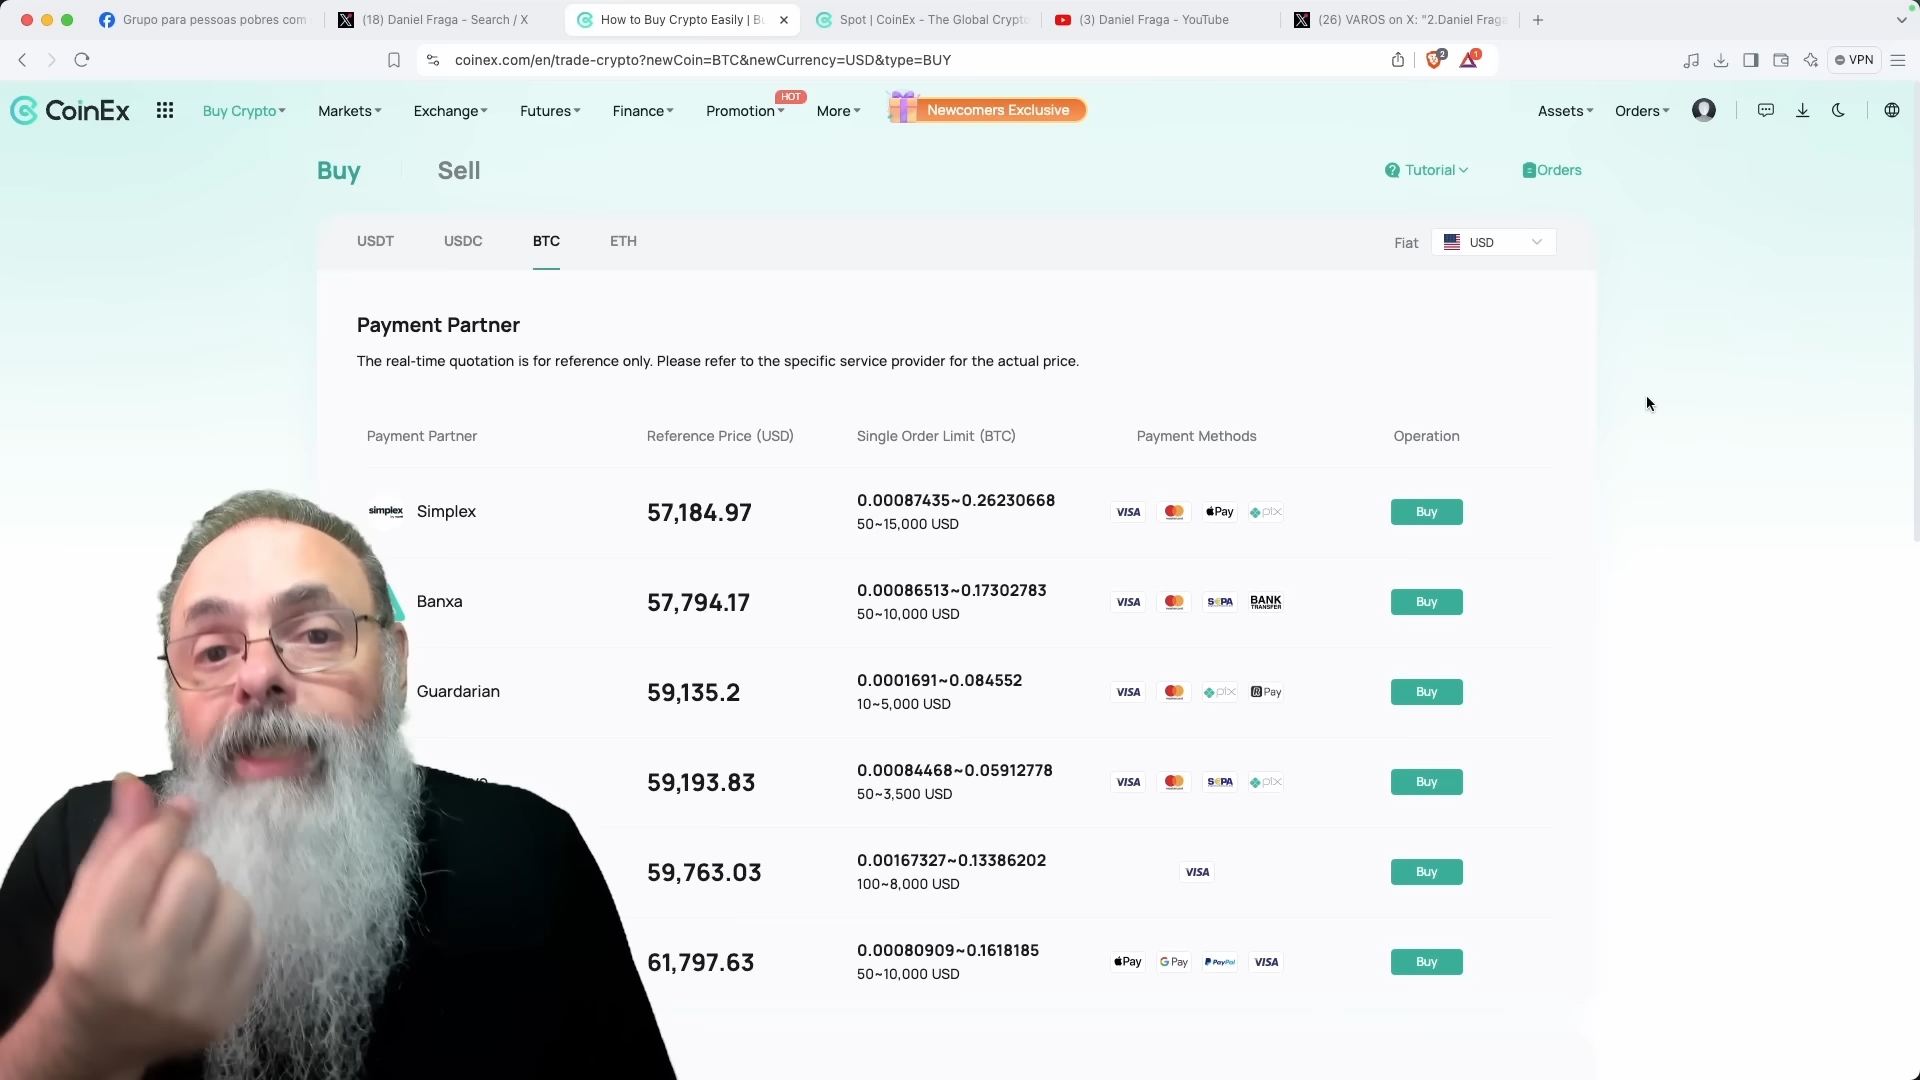 Grupo para pessoas pobres com
(18) Daniel Fraga - Search / X
How to Buy Crypto Easily | Bu
Spot | CoinEx - The Global Crypto
(3) Daniel Fraga - YouTube
(26) VAROS on X: "2.Daniel Fraga
coinex.com/en/trade-crypto?newCoin=BTC&newCurrency=USD&type=BUY
2
1
VPN
CoinEx
Buy Crypto
Markets
Exchange
Futures
Finance
Promotion
HOT
More
Newcomers Exclusive
Assets
Orders
Buy
Sell
Tutorial
Orders
USDT
USDC
BTC
ETH
Fiat
USD
Payment Partner
The real-time quotation is for reference only. Please refer to the specific service provider for the actual price.
Payment Partner
Reference Price (USD)
Single Order Limit (BTC)
Payment Methods
Operation
simplex
Simplex
57,184.97
0.00087435~0.26230668
50~15,000 USD
VISA
Pay
pix
Buy
Banxa
57,794.17
0.00086513~0.17302783
50~10,000 USD
VISA
SEPA
BANK
TRANSFER
Buy
Guardarian
59,135.2
0.0001691~0.084552
10~5,000 USD
VISA
pix
Pay
Buy
59,193.83
0.00084468~0.05912778
50~3,500 USD
VISA
SEPA
pix
Buy
59,763.03
0.00167327~0.13386202
100~8,000 USD
VISA
Buy
61,797.63
0.00080909~0.1618185
50~10,000 USD
Pay
G Pay
PayPal
VISA
Buy